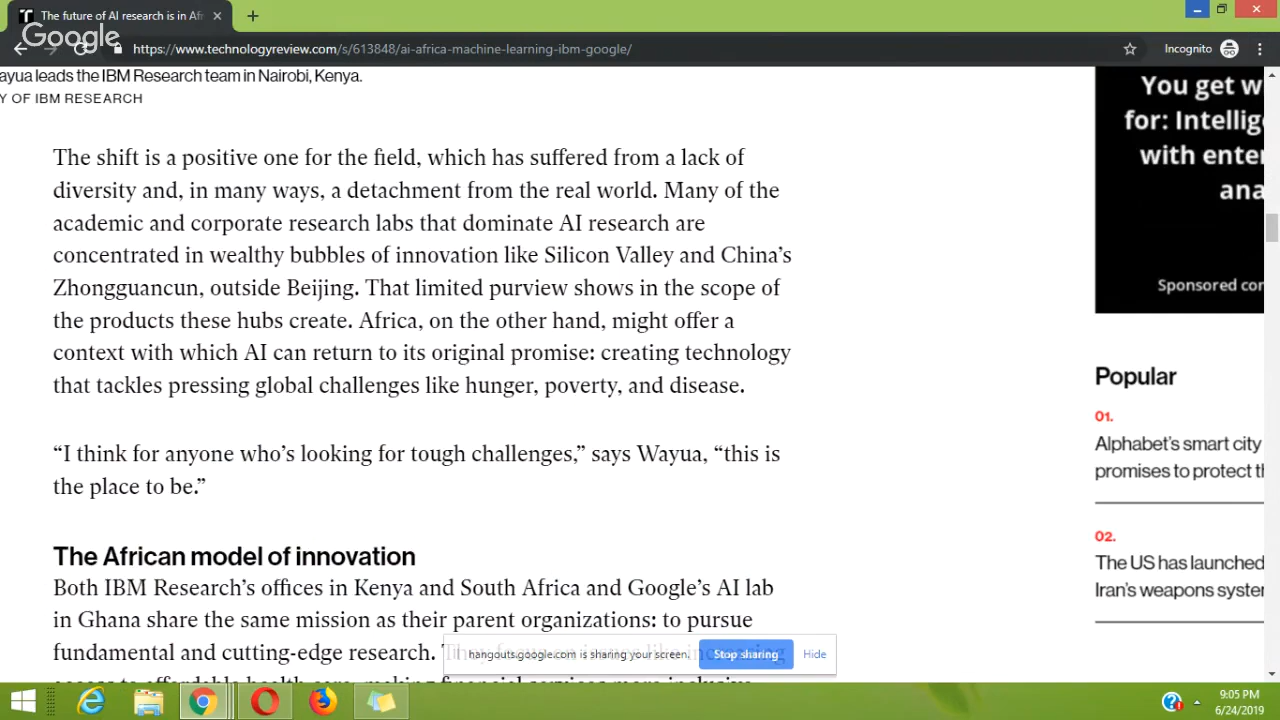 The future of AI research is in Af
Google
https://www.technologyreview.com/s/613848/ai-africa-machine-learning-ibm-google/
Incognito
ayua leads the IBM Research team in Nairobi, Kenya.
Y OF IBM RESEARCH
The shift is a positive one for the field, which has suffered from a lack of
diversity and, in many ways, a detachment from the real world. Many of the
academic and corporate research labs that dominate AI research are
concentrated in wealthy bubbles of innovation like Silicon Valley and China’s
Zhongguancun, outside Beijing. That limited purview shows in the scope of
the products these hubs create. Africa, on the other hand, might offer a
context with which AI can return to its original promise: creating technology
that tackles pressing global challenges like hunger, poverty, and disease.
“I think for anyone who’s looking for tough challenges,” says Wayua, “this is
the place to be.”
The African model of innovation
Both IBM Research’s offices in Kenya and South Africa and Google’s AI lab
in Ghana share the same mission as their parent organizations: to pursue
fundamental and cutting-edge research.
You get w
for: Intellig
with enter
ana
Sponsored cor
Popular
01.
Alphabet’s smart city
promises to protect th
02.
The US has launched
Iran’s weapons syster
hangouts.google.com is sharing your screen.
Stop sharing
Hide
9:05 PM
6/24/2019